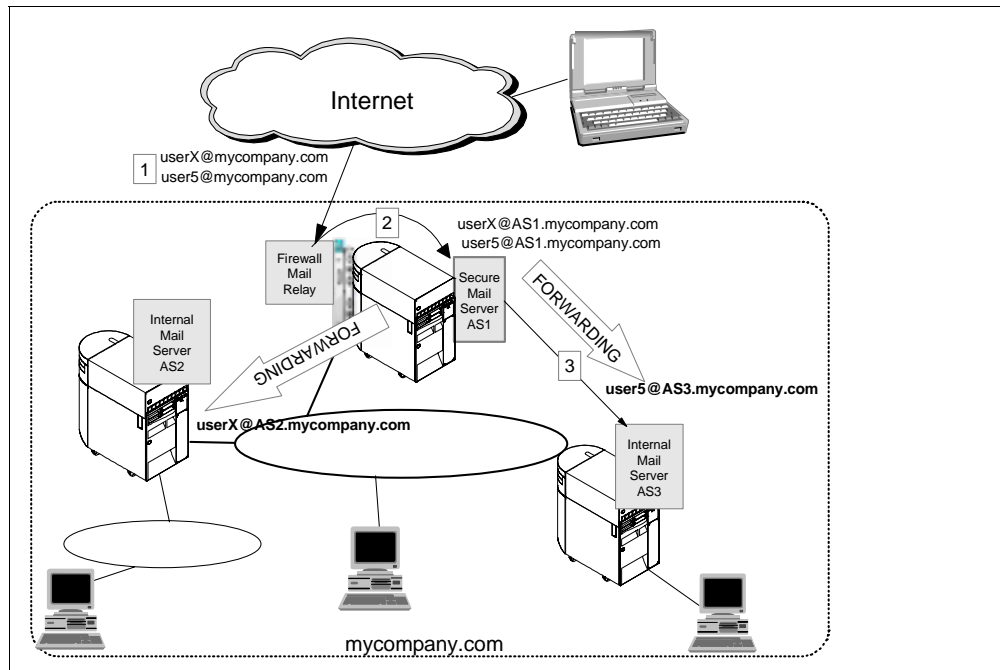 Internet
1
userX@mycompany.com
user5@mycompany.com
2
userX@AS1.mycompany.com
user5@AS1.mycompany.com
Firewall
Mail
Relay
Secure
Mail
Server
AS1
FORWARDING
FORWARDING
Internal
Mail
Server
AS2
3
user5@AS3.mycompany.com
userX@AS2.mycompany.com
Internal
Mail
Server
AS3
mycompany.com